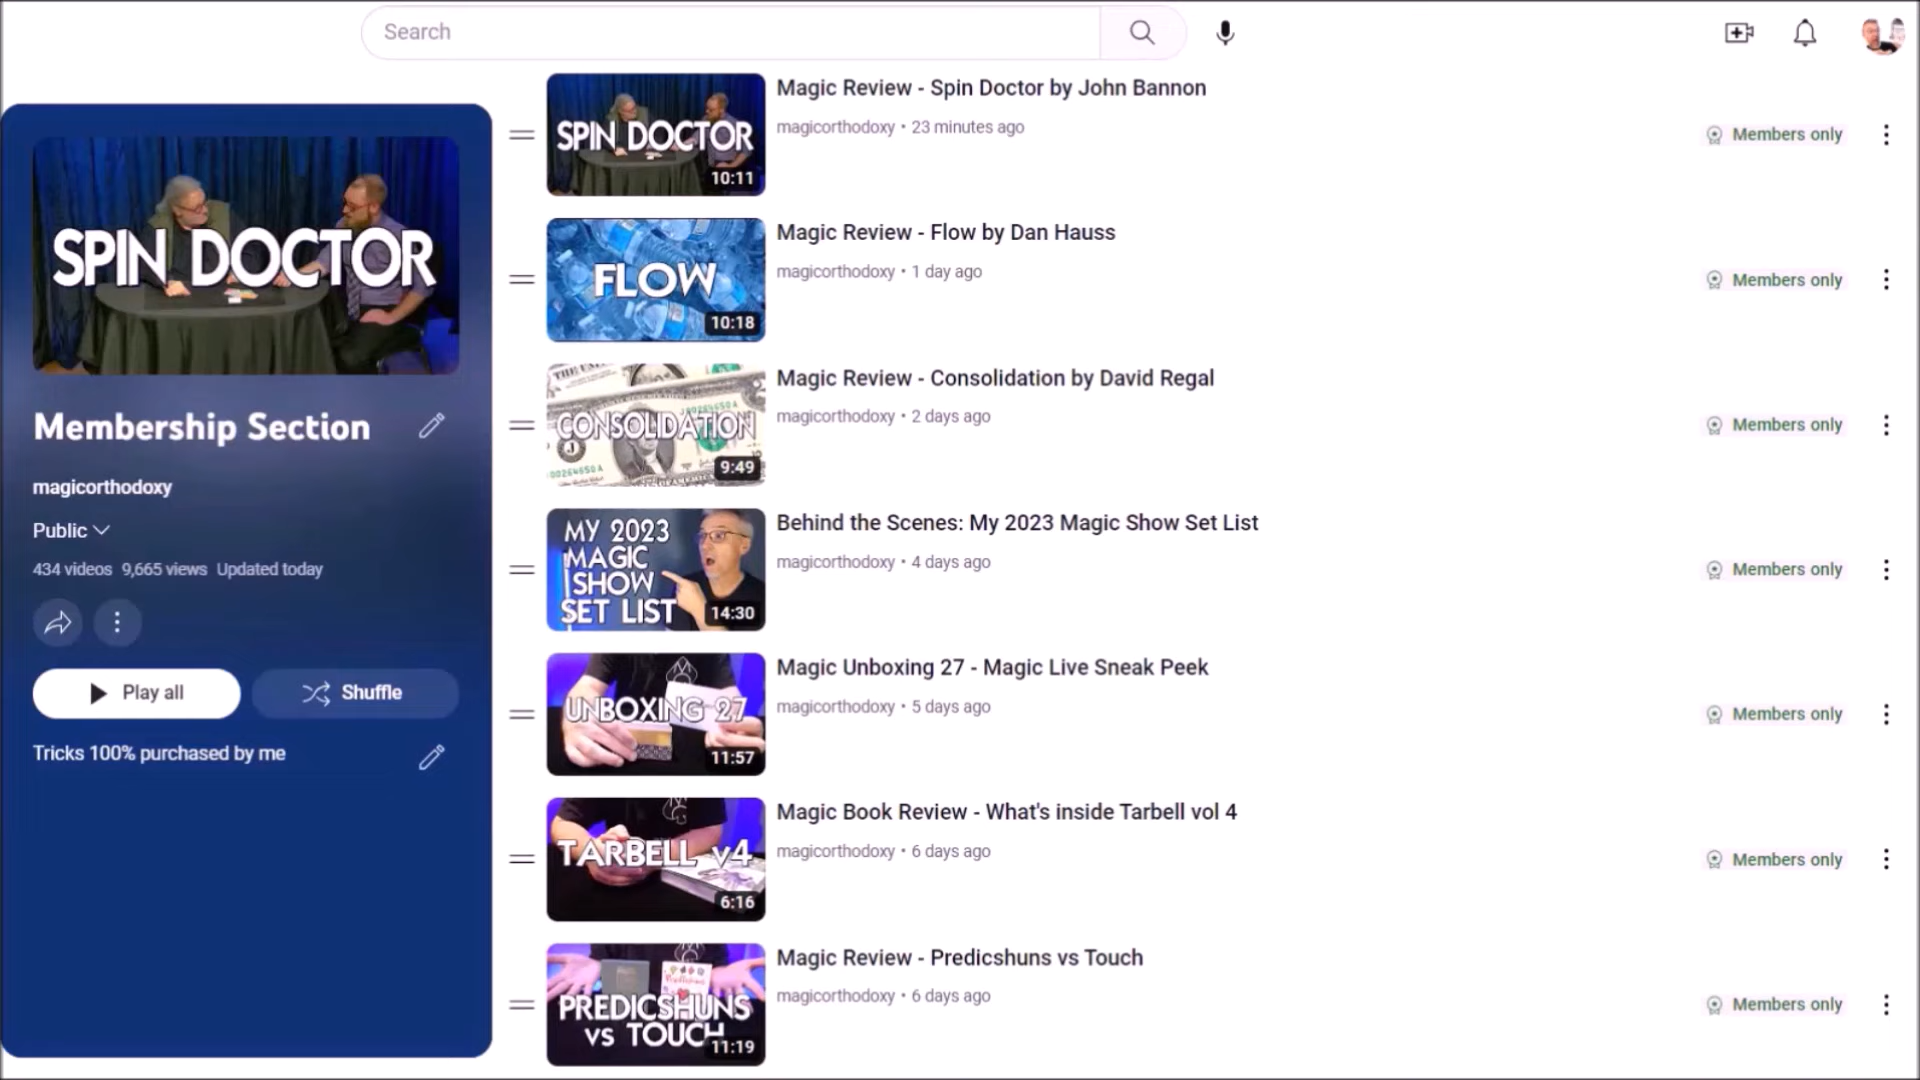 Search
SPIN DOCTOR
Membership Section
magicorthodoxy
Public
434 videos 9,665 views Updated today
Play all
Shuffle
Tricks 100% purchased by me
SPIN DOCTOR
10:11
Magic Review - Spin Doctor by John Bannon
magicorthodoxy • 23 minutes ago
Members only
FLOW
10:18
Magic Review - Flow by Dan Hauss
magicorthodoxy • 1 day ago
Members only
CONSOLIDATION
9:49
Magic Review - Consolidation by David Regal
magicorthodoxy • 2 days ago
Members only
MY 2023
MAGIC
SHOW
SET LIST
14:30
Behind the Scenes: My 2023 Magic Show Set List
magicorthodoxy • 4 days ago
Members only
UNBOXING 27
11:57
Magic Unboxing 27 - Magic Live Sneak Peek
magicorthodoxy • 5 days ago
Members only
TARBELL v4
6:16
Magic Book Review - What's inside Tarbell vol 4
magicorthodoxy • 6 days ago
Members only
PREDICSHUNS
VS TOUCH
11:19
Magic Review - Predicshuns vs Touch
magicorthodoxy • 6 days ago
Members only